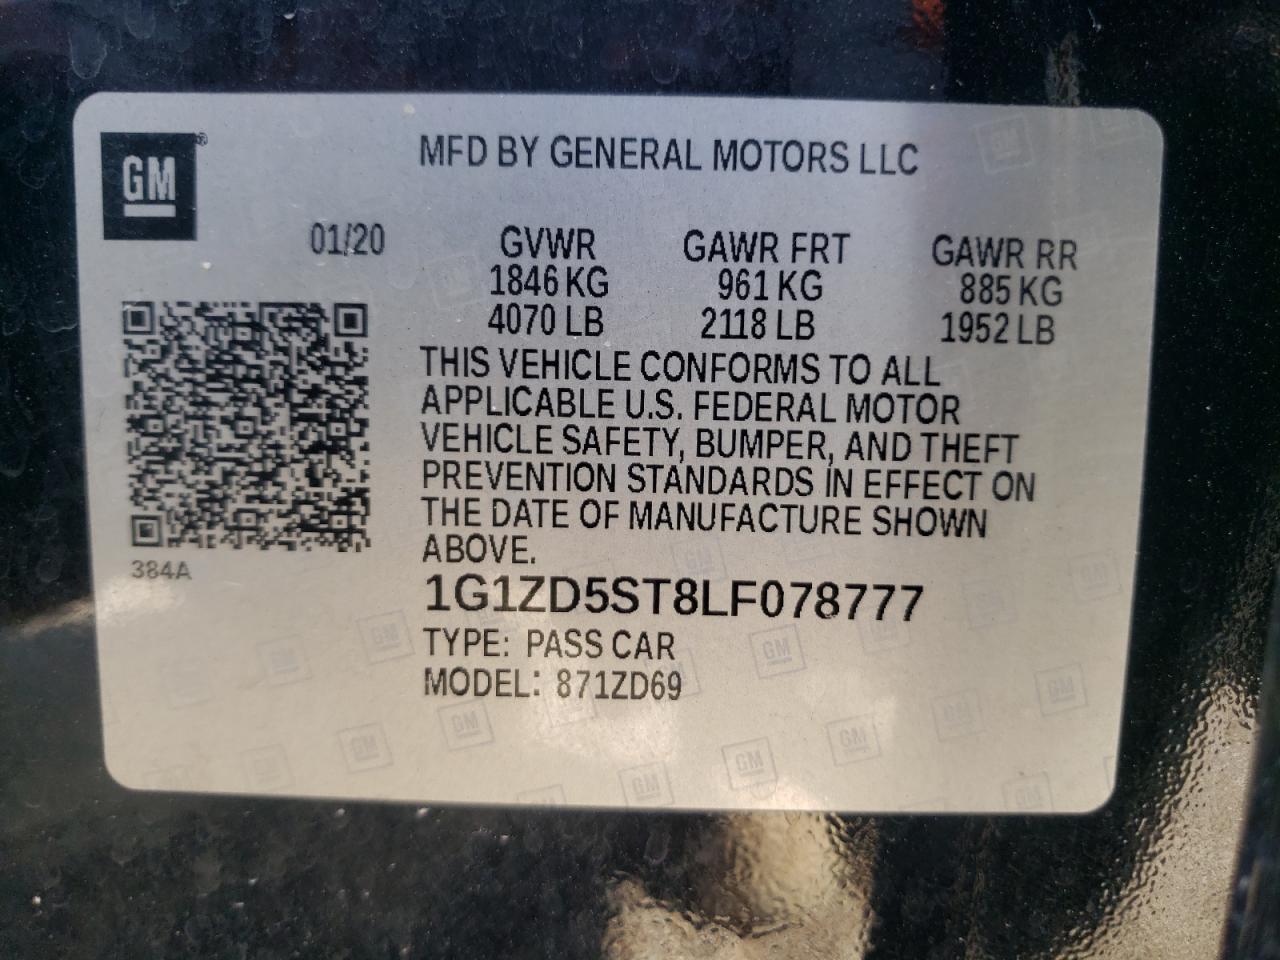 GM®
MFD BY GENERAL MOTORS LLC
01/20
GVWR GAWR FRT GAWR RR
1846 KG 961 KG 885 KG
4070 LB 2118 LB 1952 LB
THIS VEHICLE CONFORMS TO ALL
APPLICABLE U.S. FEDERAL MOTOR
VEHICLE SAFETY, BUMPER, AND THEFT
PREVENTION STANDARDS IN EFFECT ON
THE DATE OF MANUFACTURE SHOWN
ABOVE.
384A
1G1ZD5ST8LF078777
TYPE: PASS CAR
MODEL: 871ZD69